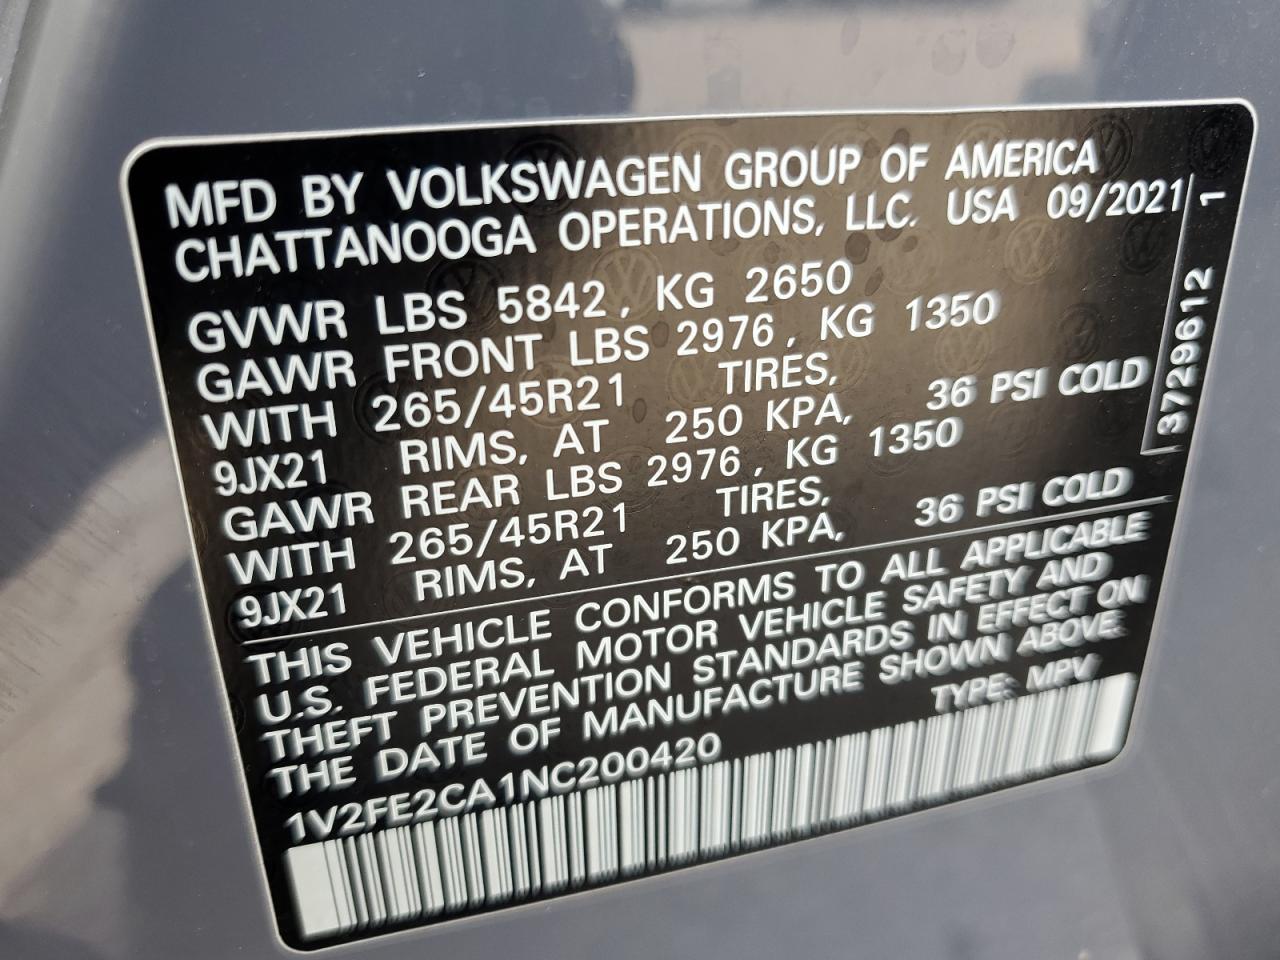 MFD BY VOLKSWAGEN GROUP OF AMERICA
CHATTANOOGA OPERATIONS, LLC. USA 09/2021
GVWR LBS 5842, KG 2650
GAWR FRONT LBS 2976, KG 1350
WITH 265/45R21 TIRES,
9JX21 RIMS, AT 250 KPA, 36 PSI COLD
GAWR REAR LBS 2976, KG 1350
WITH 265/45R21 TIRES,
9JX21 RIMS, AT 250 KPA, 36 PSI COLD
THIS VEHICLE CONFORMS TO ALL APPLICABLE
U.S. FEDERAL MOTOR VEHICLE SAFETY AND
THEFT PREVENTION STANDARDS IN EFFECT ON
THE DATE OF MANUFACTURE SHOWN ABOVE.
TYPE: MPV
1V2FE2CA1NC200420
3729612 1